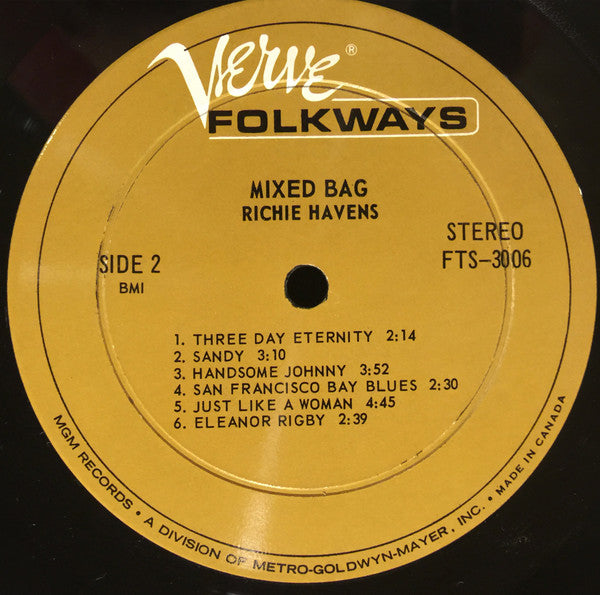 Verve®
FOLKWAYS
MIXED BAG
RICHIE HAVENS
STEREO
FTS-3006
SIDE 2
BMI
1. THREE DAY ETERNITY 2:14
2. SANDY 3:10
3. HANDSOME JOHNNY 3:52
4. SAN FRANCISCO BAY BLUES 2:30
5. JUST LIKE A WOMAN 4:45
6. ELEANOR RIGBY 2:39
MGM RECORDS • A DIVISION OF METRO-GOLDWYN-MAYER, INC. • MADE IN CANADA